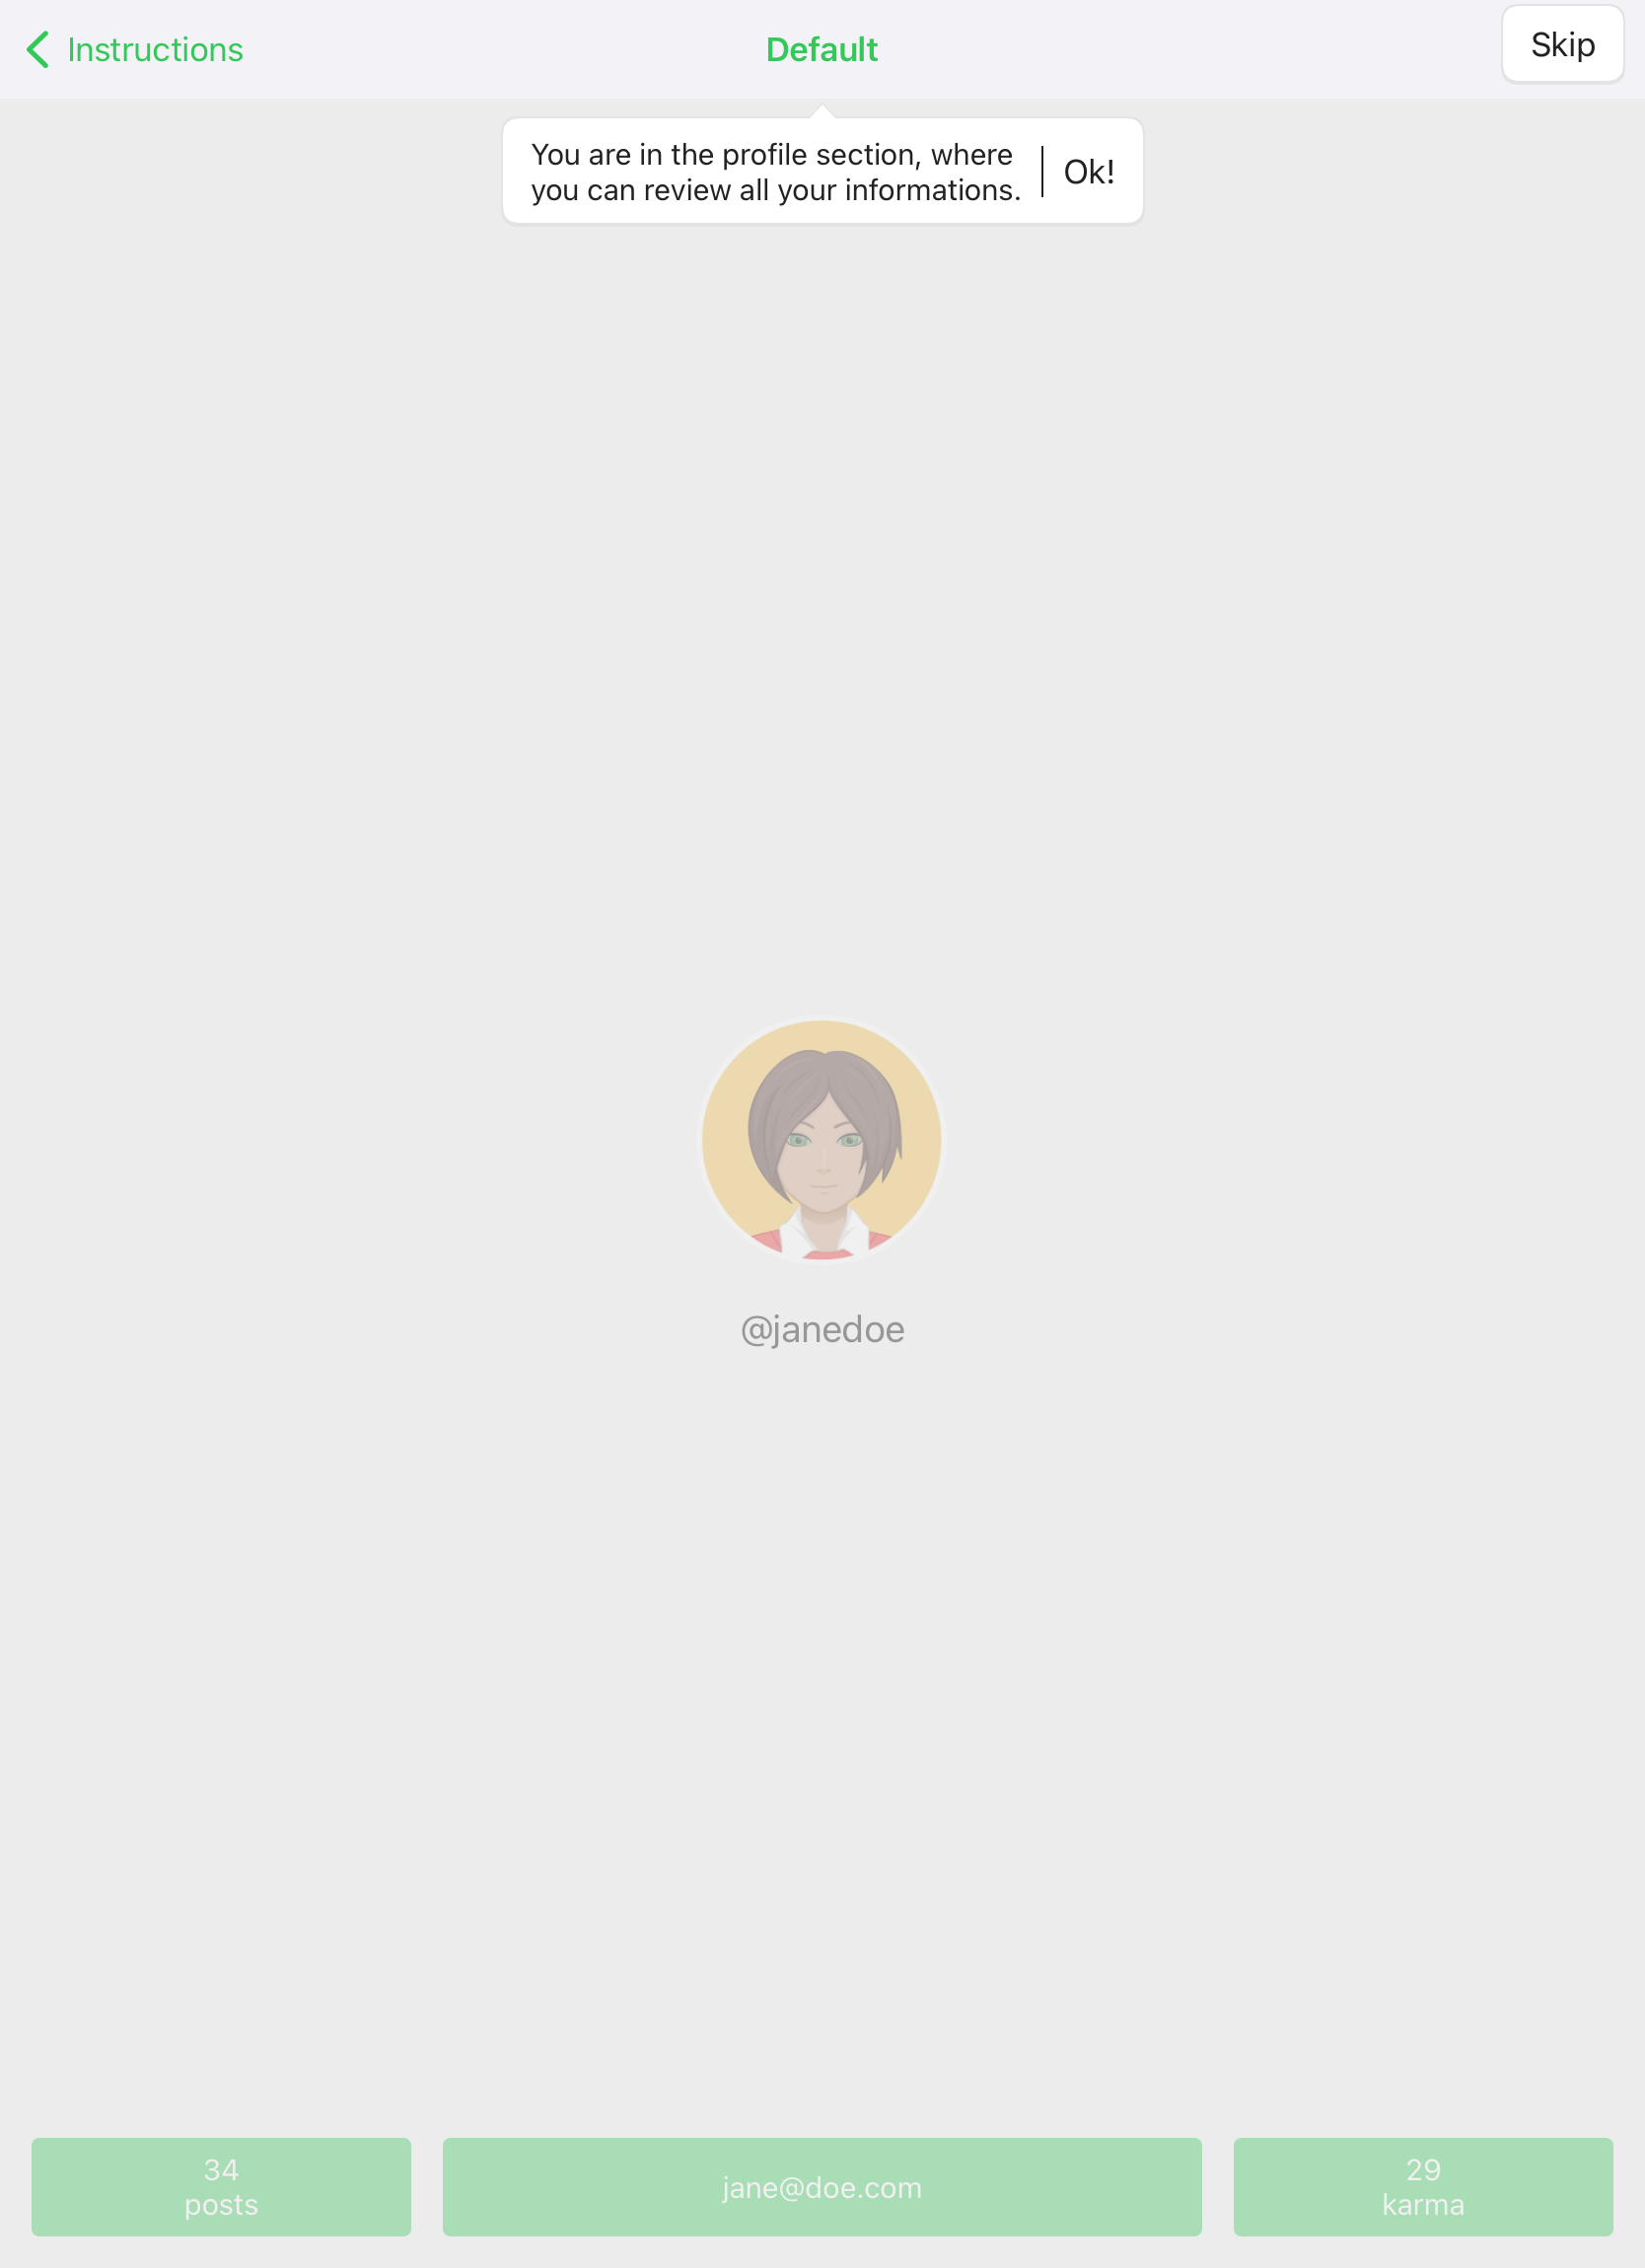 Instructions
Default
Skip
You are in the profile section, where
you can review all your informations.
Ok!
@janedoe
34
posts
jane@doe.com
29
karma